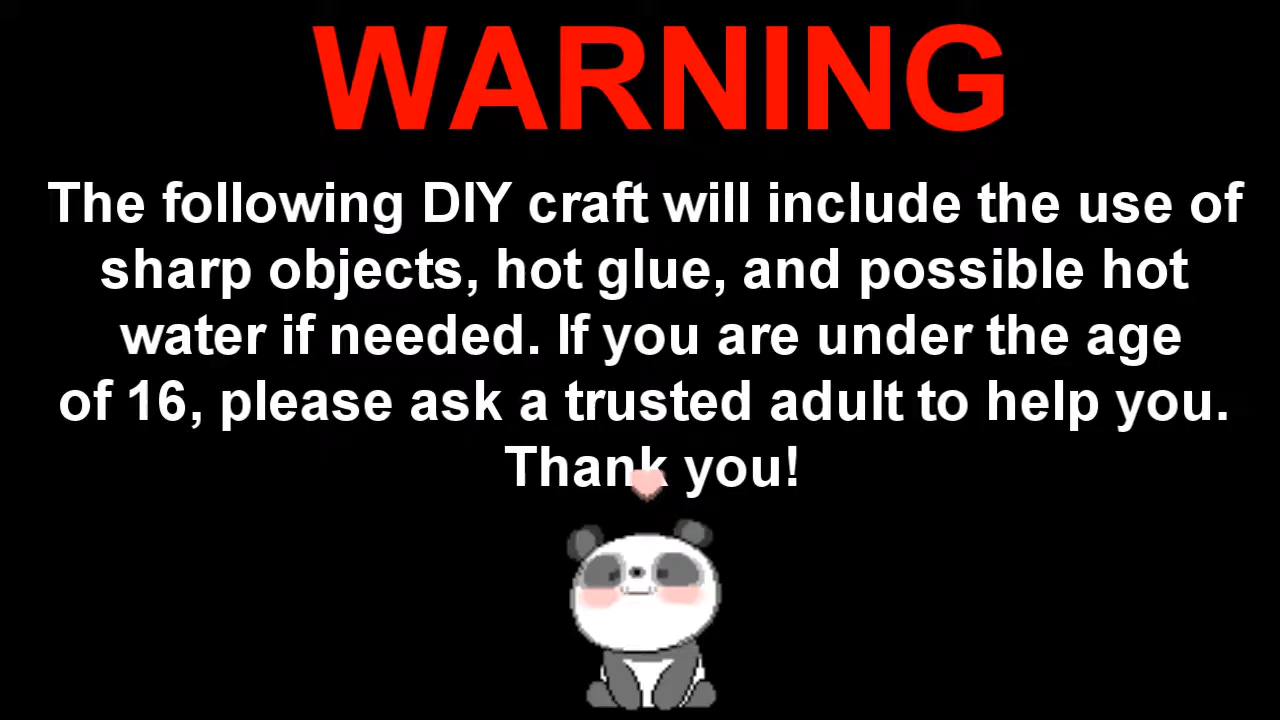 WARNING
The following DIY craft will include the use of
sharp objects, hot glue, and possible hot
water if needed. If you are under the age
of 16, please ask a trusted adult to help you.
Thank you!